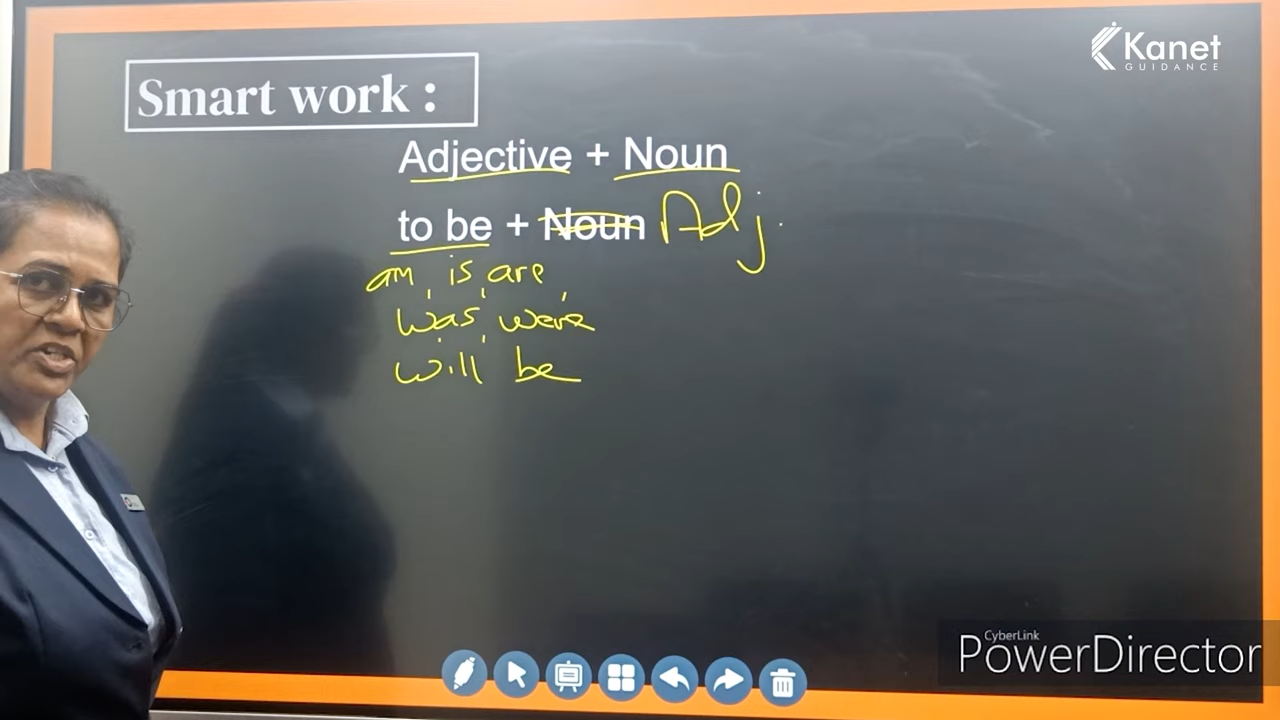 Kanet
GUIDANCE
Smart work :
Adjective + Noun
to be + Noun Adj.
am, is, are,
was, were
will be
CyberLink
PowerDirector